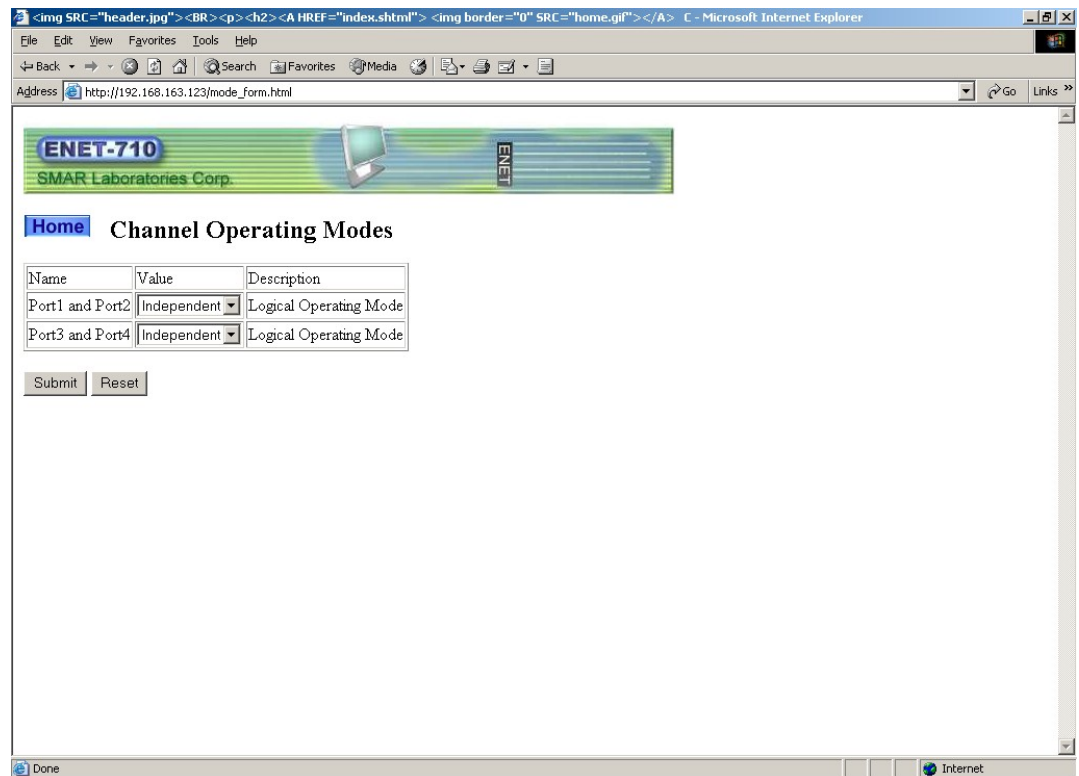 <img SRC="header.jpg"><BR><p><h2><A HREF="index.shtml"> <img border="0" SRC="home.gif"></A> C - Microsoft Internet Explorer
File Edit View Favorites Tools Help
Back Search Favorites Media
Address http://192.168.163.123/mode_form.html Go Links »
ENET-710
SMAR Laboratories Corp.
ENET
Home Channel Operating Modes
Name Value Description
Port1 and Port2 Independent Logical Operating Mode
Port3 and Port4 Independent Logical Operating Mode
Submit Reset
Done Internet